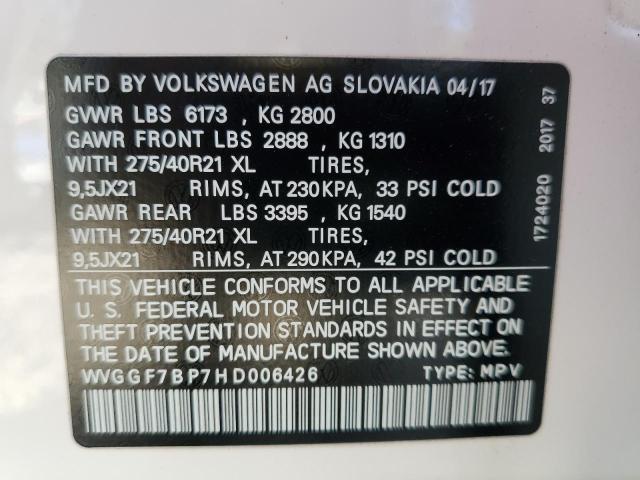 MFD BY VOLKSWAGEN AG SLOVAKIA 04/17
GVWR LBS 6173 , KG 2800
GAWR FRONT LBS 2888 , KG 1310
WITH 275/40R21 XL TIRES,
9,5JX21 RIMS, AT 230 KPA, 33 PSI COLD
GAWR REAR LBS 3395 , KG 1540
WITH 275/40R21 XL TIRES,
9,5JX21 RIMS, AT 290 KPA, 42 PSI COLD
THIS VEHICLE CONFORMS TO ALL APPLICABLE
U. S. FEDERAL MOTOR VEHICLE SAFETY AND
THEFT PREVENTION STANDARDS IN EFFECT ON
THE DATE OF MANUFACTURE SHOWN ABOVE.
WVGGF7BP7HD006426 TYPE: MPV
1724020 2017 37